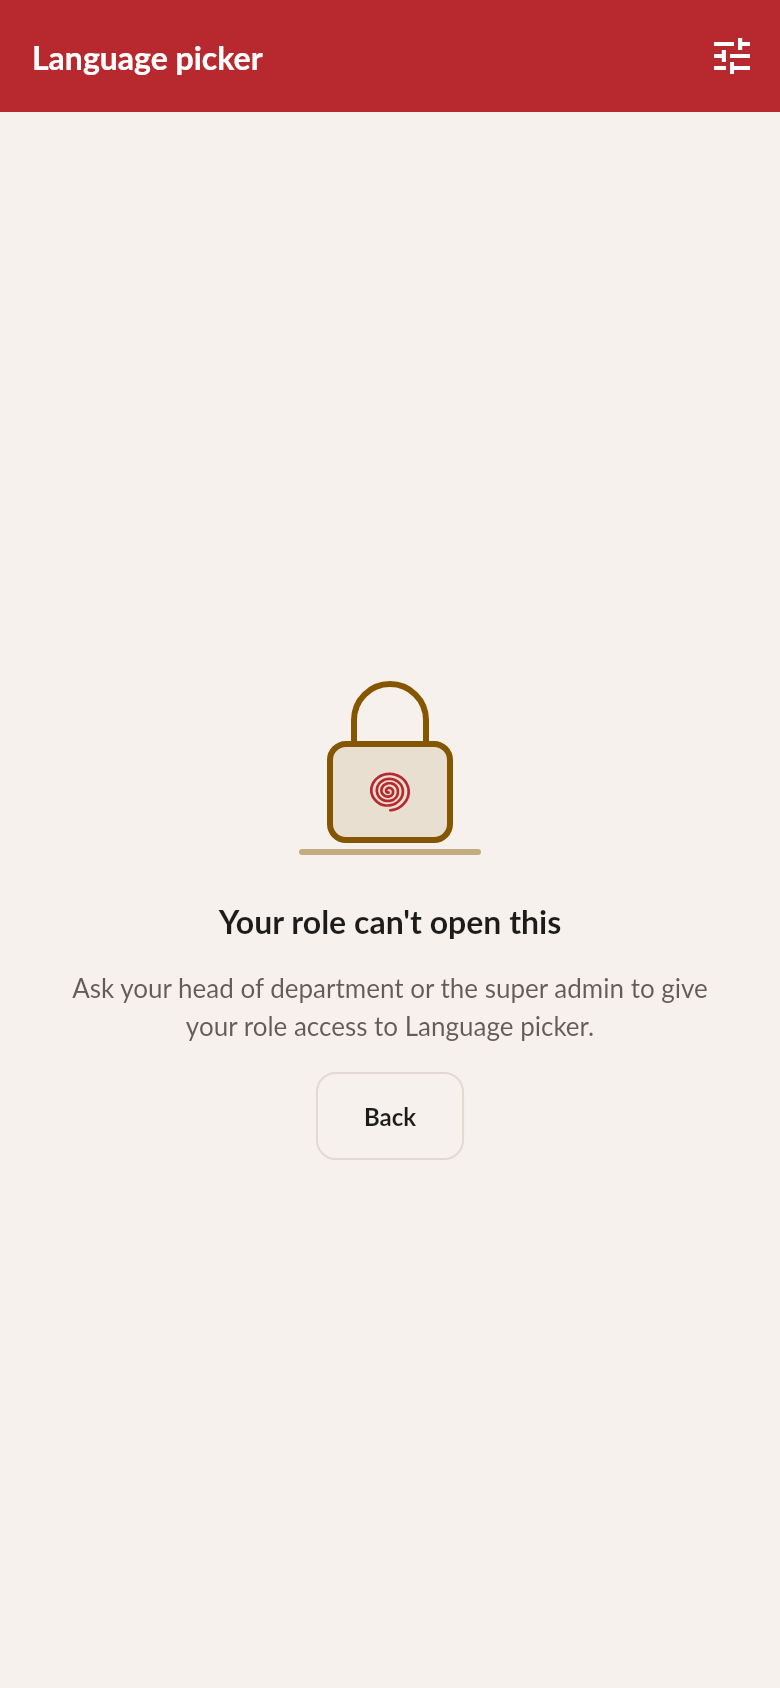 Language picker
Your role can't open this
Ask your head of department or the super admin to give
your role access to Language picker.
Back